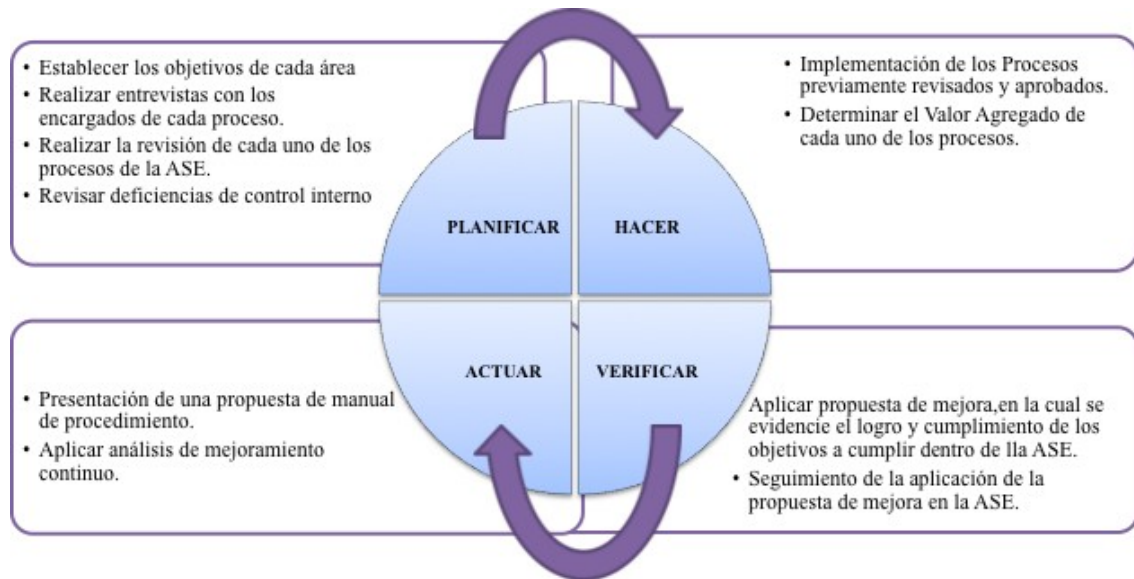 • Establecer los objetivos de cada área
• Realizar entrevistas con los
encargados de cada proceso.
• Realizar la revisión de cada uno de los
procesos de la ASE.
• Revisar deficiencias de control interno
• Implementación de los Procesos
previamente revisados y aprobados.
• Determinar el Valor Agregado de
cada uno de los procesos.
PLANIFICAR
HACER
ACTUAR
VERIFICAR
• Presentación de una propuesta de manual
de procedimiento.
• Aplicar análisis de mejoramiento
continuo.
Aplicar propuesta de mejora,en la cual se
evidencie el logro y cumplimiento de los
objetivos a cumplir dentro de lla ASE.
• Seguimiento de la aplicación de la
propuesta de mejora en la ASE.